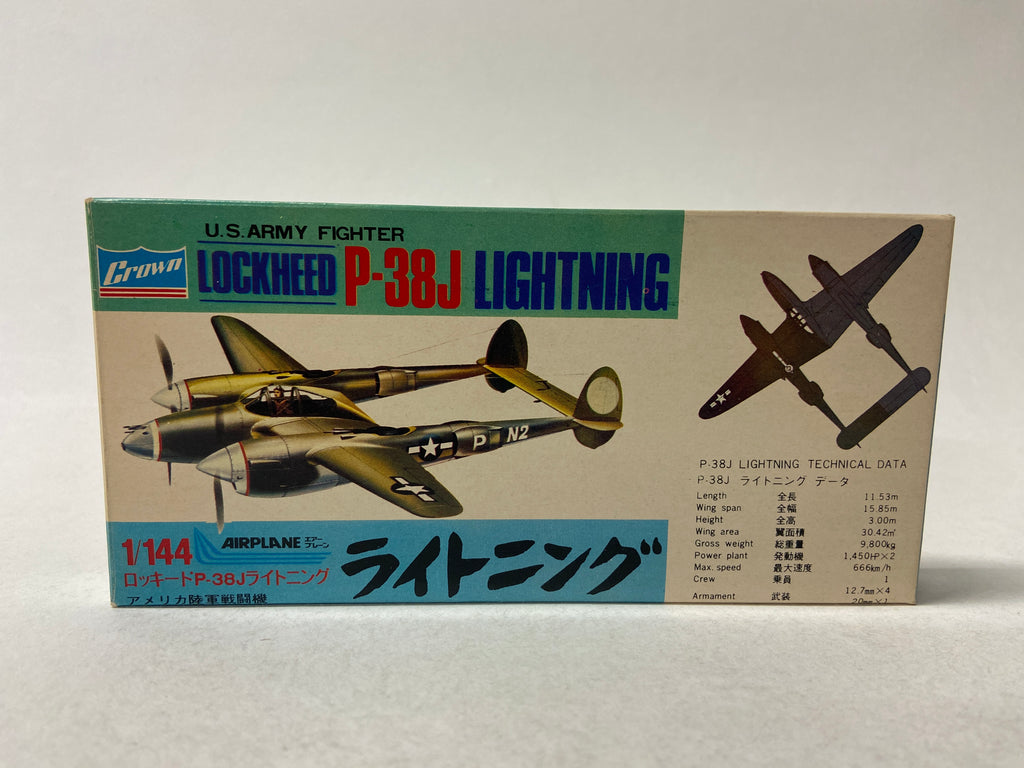 U.S.ARMY FIGHTER
Crown
LOCKHEED P-38J LIGHTNING
P N2
1/144 AIRPLANE エアープレーン
ロッキードP-38Jライトニング
アメリカ陸軍戦闘機
ライトニング
P-38J LIGHTNING TECHNICAL DATA
P-38J ライトニング データ
Length 全長 11.53m
Wing span 全幅 15.85m
Height 全高 3.00m
Wing area 翼面積 30.42㎡
Gross weight 総重量 9,800kg
Power plant 発動機 1,450HP×2
Max. speed 最大速度 666km/h
Crew 乗員 1
Armament 武装 12.7mm×4
20mm×1